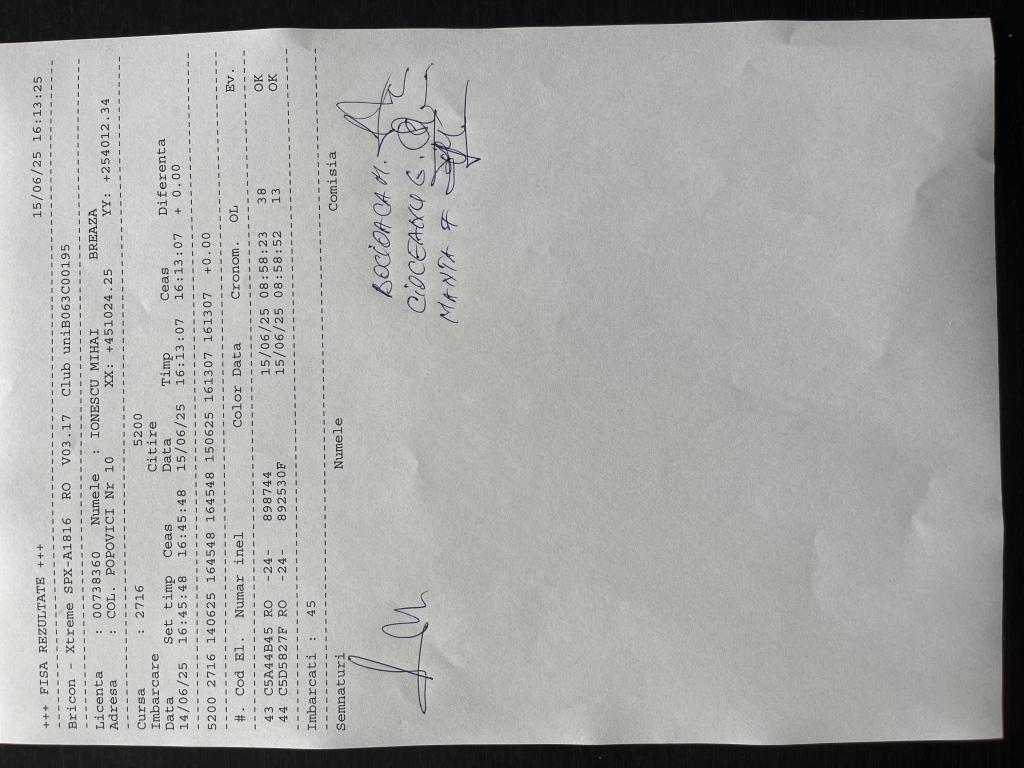 +++ FISA REZULTATE +++ 15/06/25 16:13:25
Bricon - Xtreme SPX-A1816 RO V03.17 Club uniB063C00195
Licenta : 00738360 Numele : IONESCU MIHAI BREAZA
Adresa : COL. POPOVICI Nr 10 XX: +451024.25 YY: +254012.34
Cursa : 2716 5200
Imbarcare Citire
Data Set timp Ceas Data Timp Ceas Diferenta
14/06/25 16:45:48 16:45:48 15/06/25 16:13:07 16:13:07 + 0.00
5200 2716 140625 164548 164548 150625 161307 161307 +0.00
#. Cod El. Numar inel Color Data Cronom. OL Ev.
43 C5A44B45 RO -24- 898744 15/06/25 08:58:23 38 OK
44 C5D5827F RO -24- 892530F 15/06/25 08:58:52 13 OK
Imbarcati : 45
Semnaturi Numele Comisia
BOCIOACA M.
CIOCEANU G.
MANTA F